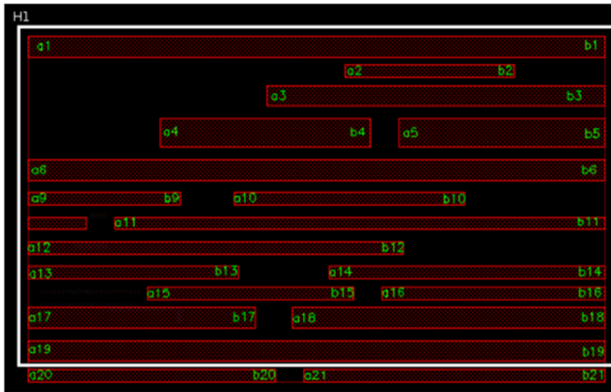 H1
a1 b1
a2 b2
a3 b3
a4 b4 a5 b5
a6 b6
a9 b9 a10 b10
a11 b11
a12 b12
a13 b13 a14 b14
a15 b15 a16 b16
a17 b17 a18 b18
a19 b19
a20 b20 a21 b21